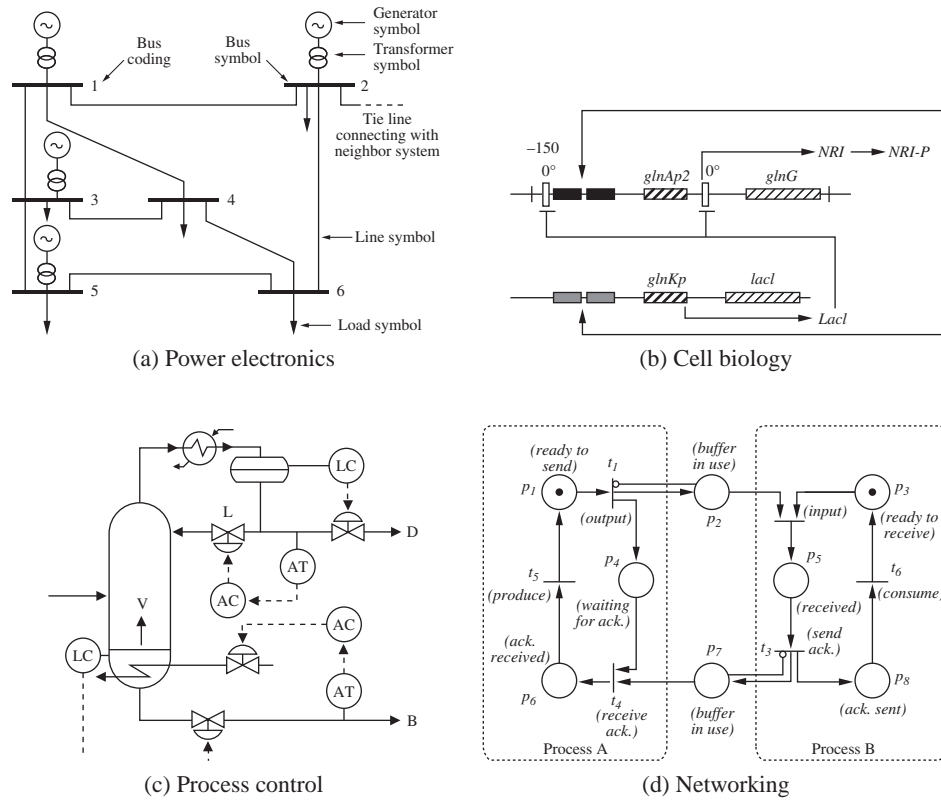 Generator
symbol
Transformer
symbol
Bus
coding
Bus
symbol
1
2
Tie line
connecting with
neighbor system
3
4
Line symbol
5
6
Load symbol
(a) Power electronics
–150
0°
glnAp2
0°
glnG
NRI
NRI-P
glnKp
lacl
Lacl
(b) Cell biology
LC
L
D
AT
AC
V
AC
LC
AT
B
(c) Process control
(ready to
send)
t1
(buffer
in use)
p1
p2
p3
(output)
(input)
(ready to
receive)
p4
p5
t5
t6
(produce)
(waiting
for ack.)
(received)
(consume)
(ack.
received)
p7
t3
(send
ack.)
p6
t4
p8
(receive
ack.)
(buffer
in use)
(ack. sent)
Process A
Process B
(d) Networking